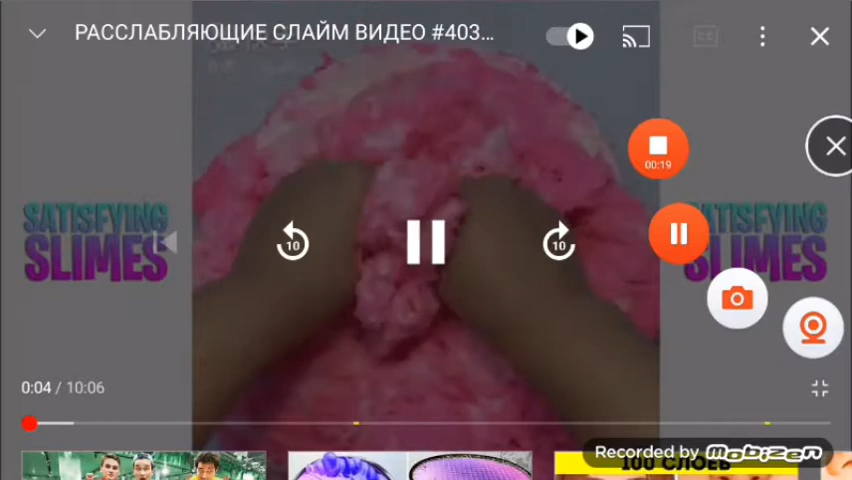 РАССЛАБЛЯЮЩИЕ СЛАЙМ ВИДЕО #403...
00:19
SATISFYING
SLIMES
SATISFYING
SLIMES
10
10
0:04 / 10:06
Recorded by Mobizen
100 СЛОЕВ